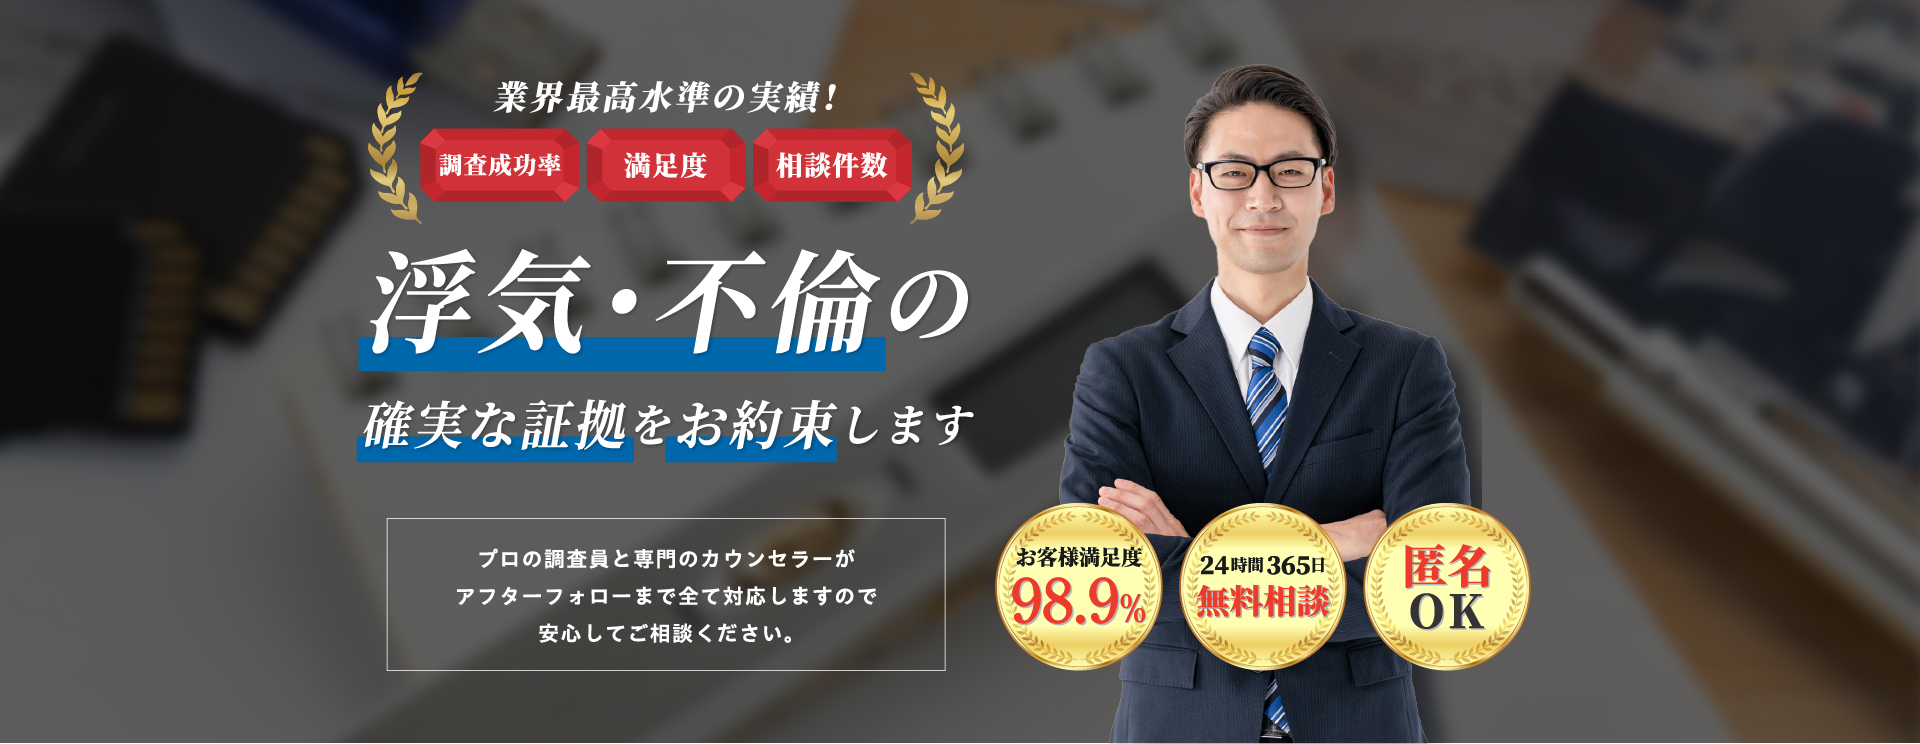 業界最高水準の実績!
調査成功率
満足度
相談件数
浮気・不倫の
確実な証拠をお約束します
プロの調査員と専門のカウンセラーが
アフターフォローまで全て対応しますので
安心してご相談ください。
お客様満足度
98.9%
24時間365日
無料相談
匿名
OK